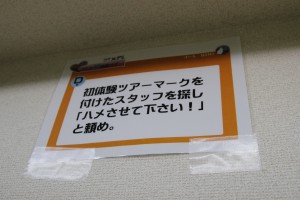 初体験ツアーマークを
付けたスタッフを探し
「ハメさせて下さい！」
と頼め。